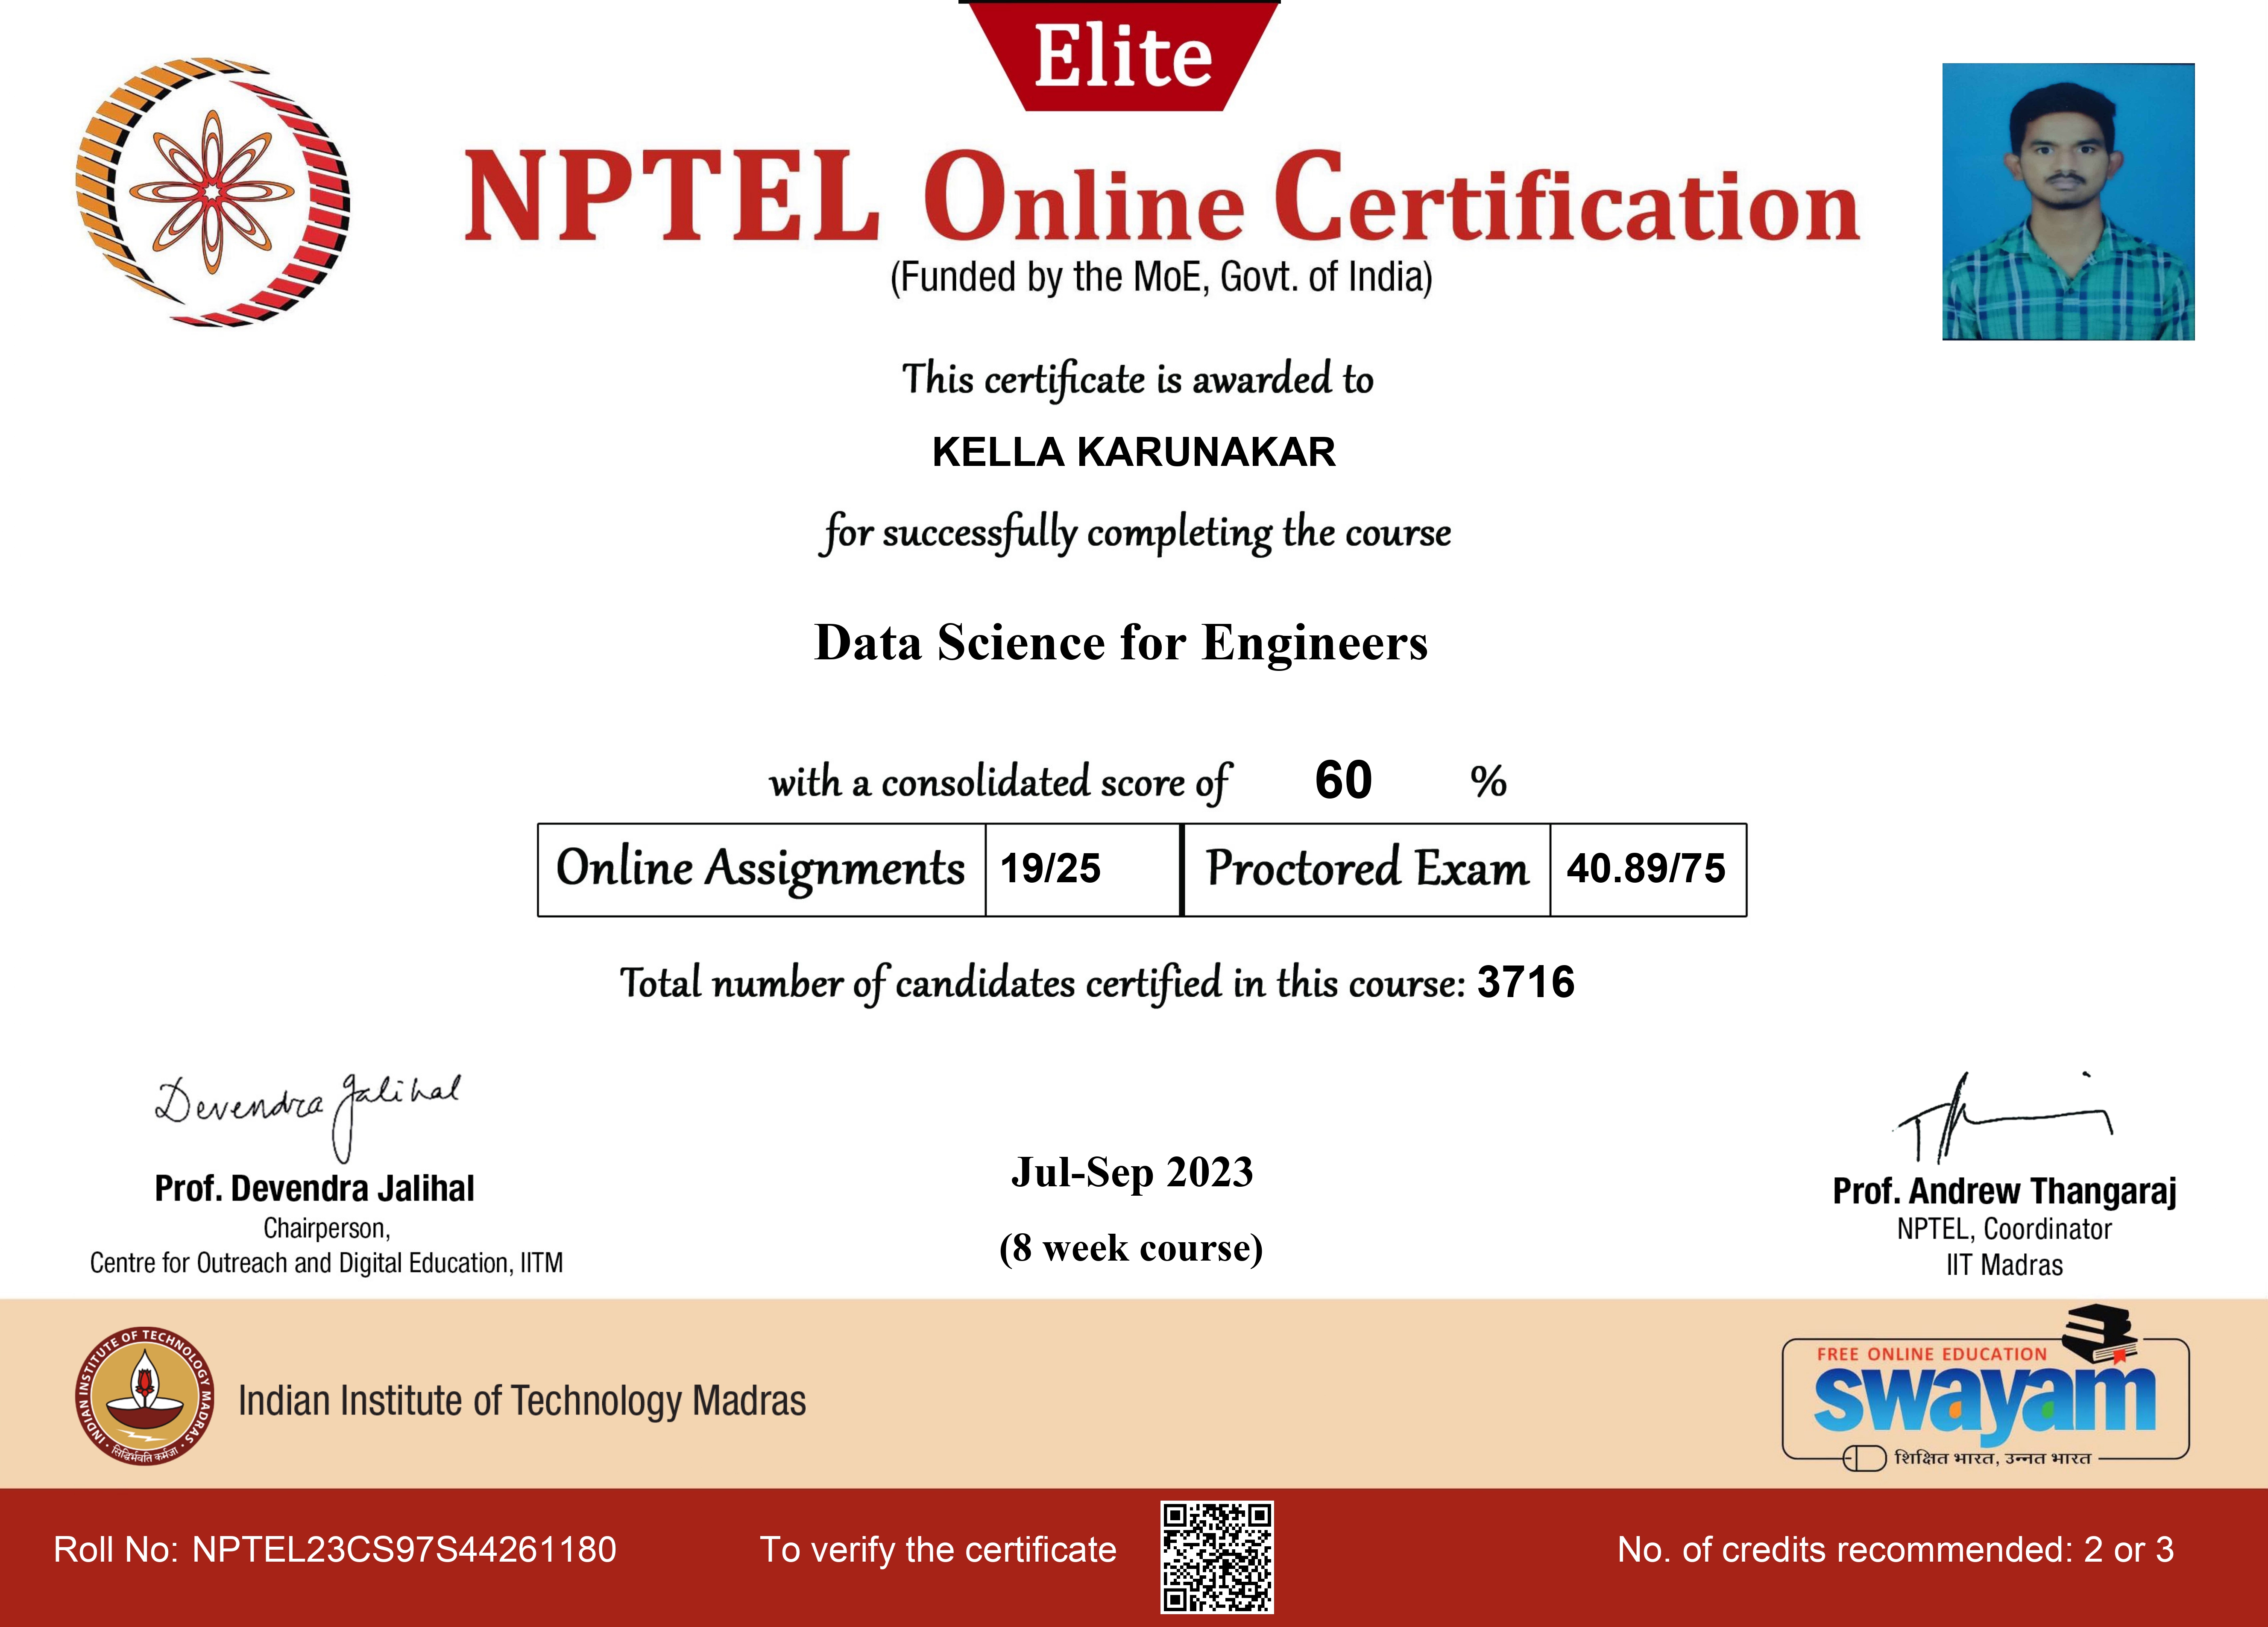 Elite
NPTEL Online Certification
(Funded by the MoE, Govt. of India)
This certificate is awarded to
KELLA KARUNAKAR
for successfully completing the course
Data Science for Engineers
with a consolidated score of 60 %
Online Assignments 19/25 Proctored Exam 40.89/75
Total number of candidates certified in this course: 3716
Devendra Jalihal
Prof. Devendra Jalihal
Chairperson,
Centre for Outreach and Digital Education, IITM
Jul-Sep 2023
(8 week course)
Prof. Andrew Thangaraj
NPTEL, Coordinator
IIT Madras
INDIAN INSTITUTE OF TECHNOLOGY MADRAS
सिद्धिर्भवति कर्मजा
Indian Institute of Technology Madras
FREE ONLINE EDUCATION
swayam
शिक्षित भारत, उन्नत भारत
Roll No: NPTEL23CS97S44261180
To verify the certificate
No. of credits recommended: 2 or 3